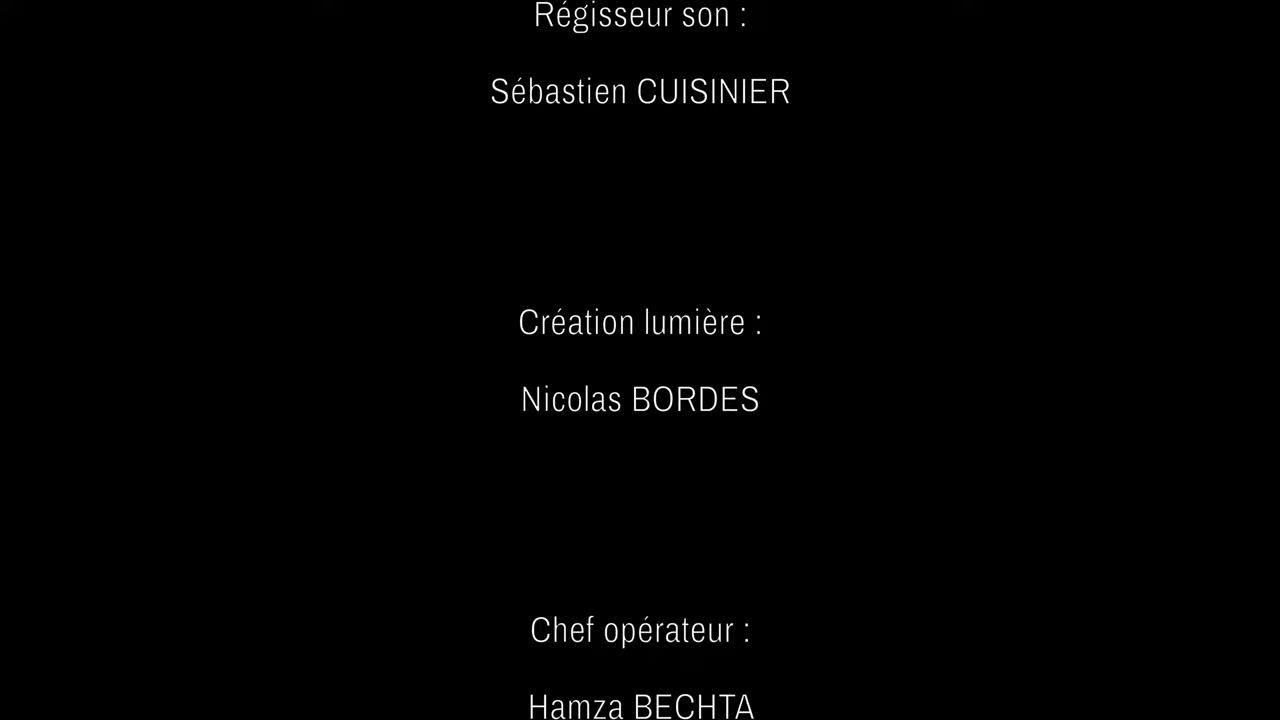 Régisseur son :
Sébastien CUISINIER
Création lumière :
Nicolas BORDES
Chef opérateur :
Hamza BECHTA